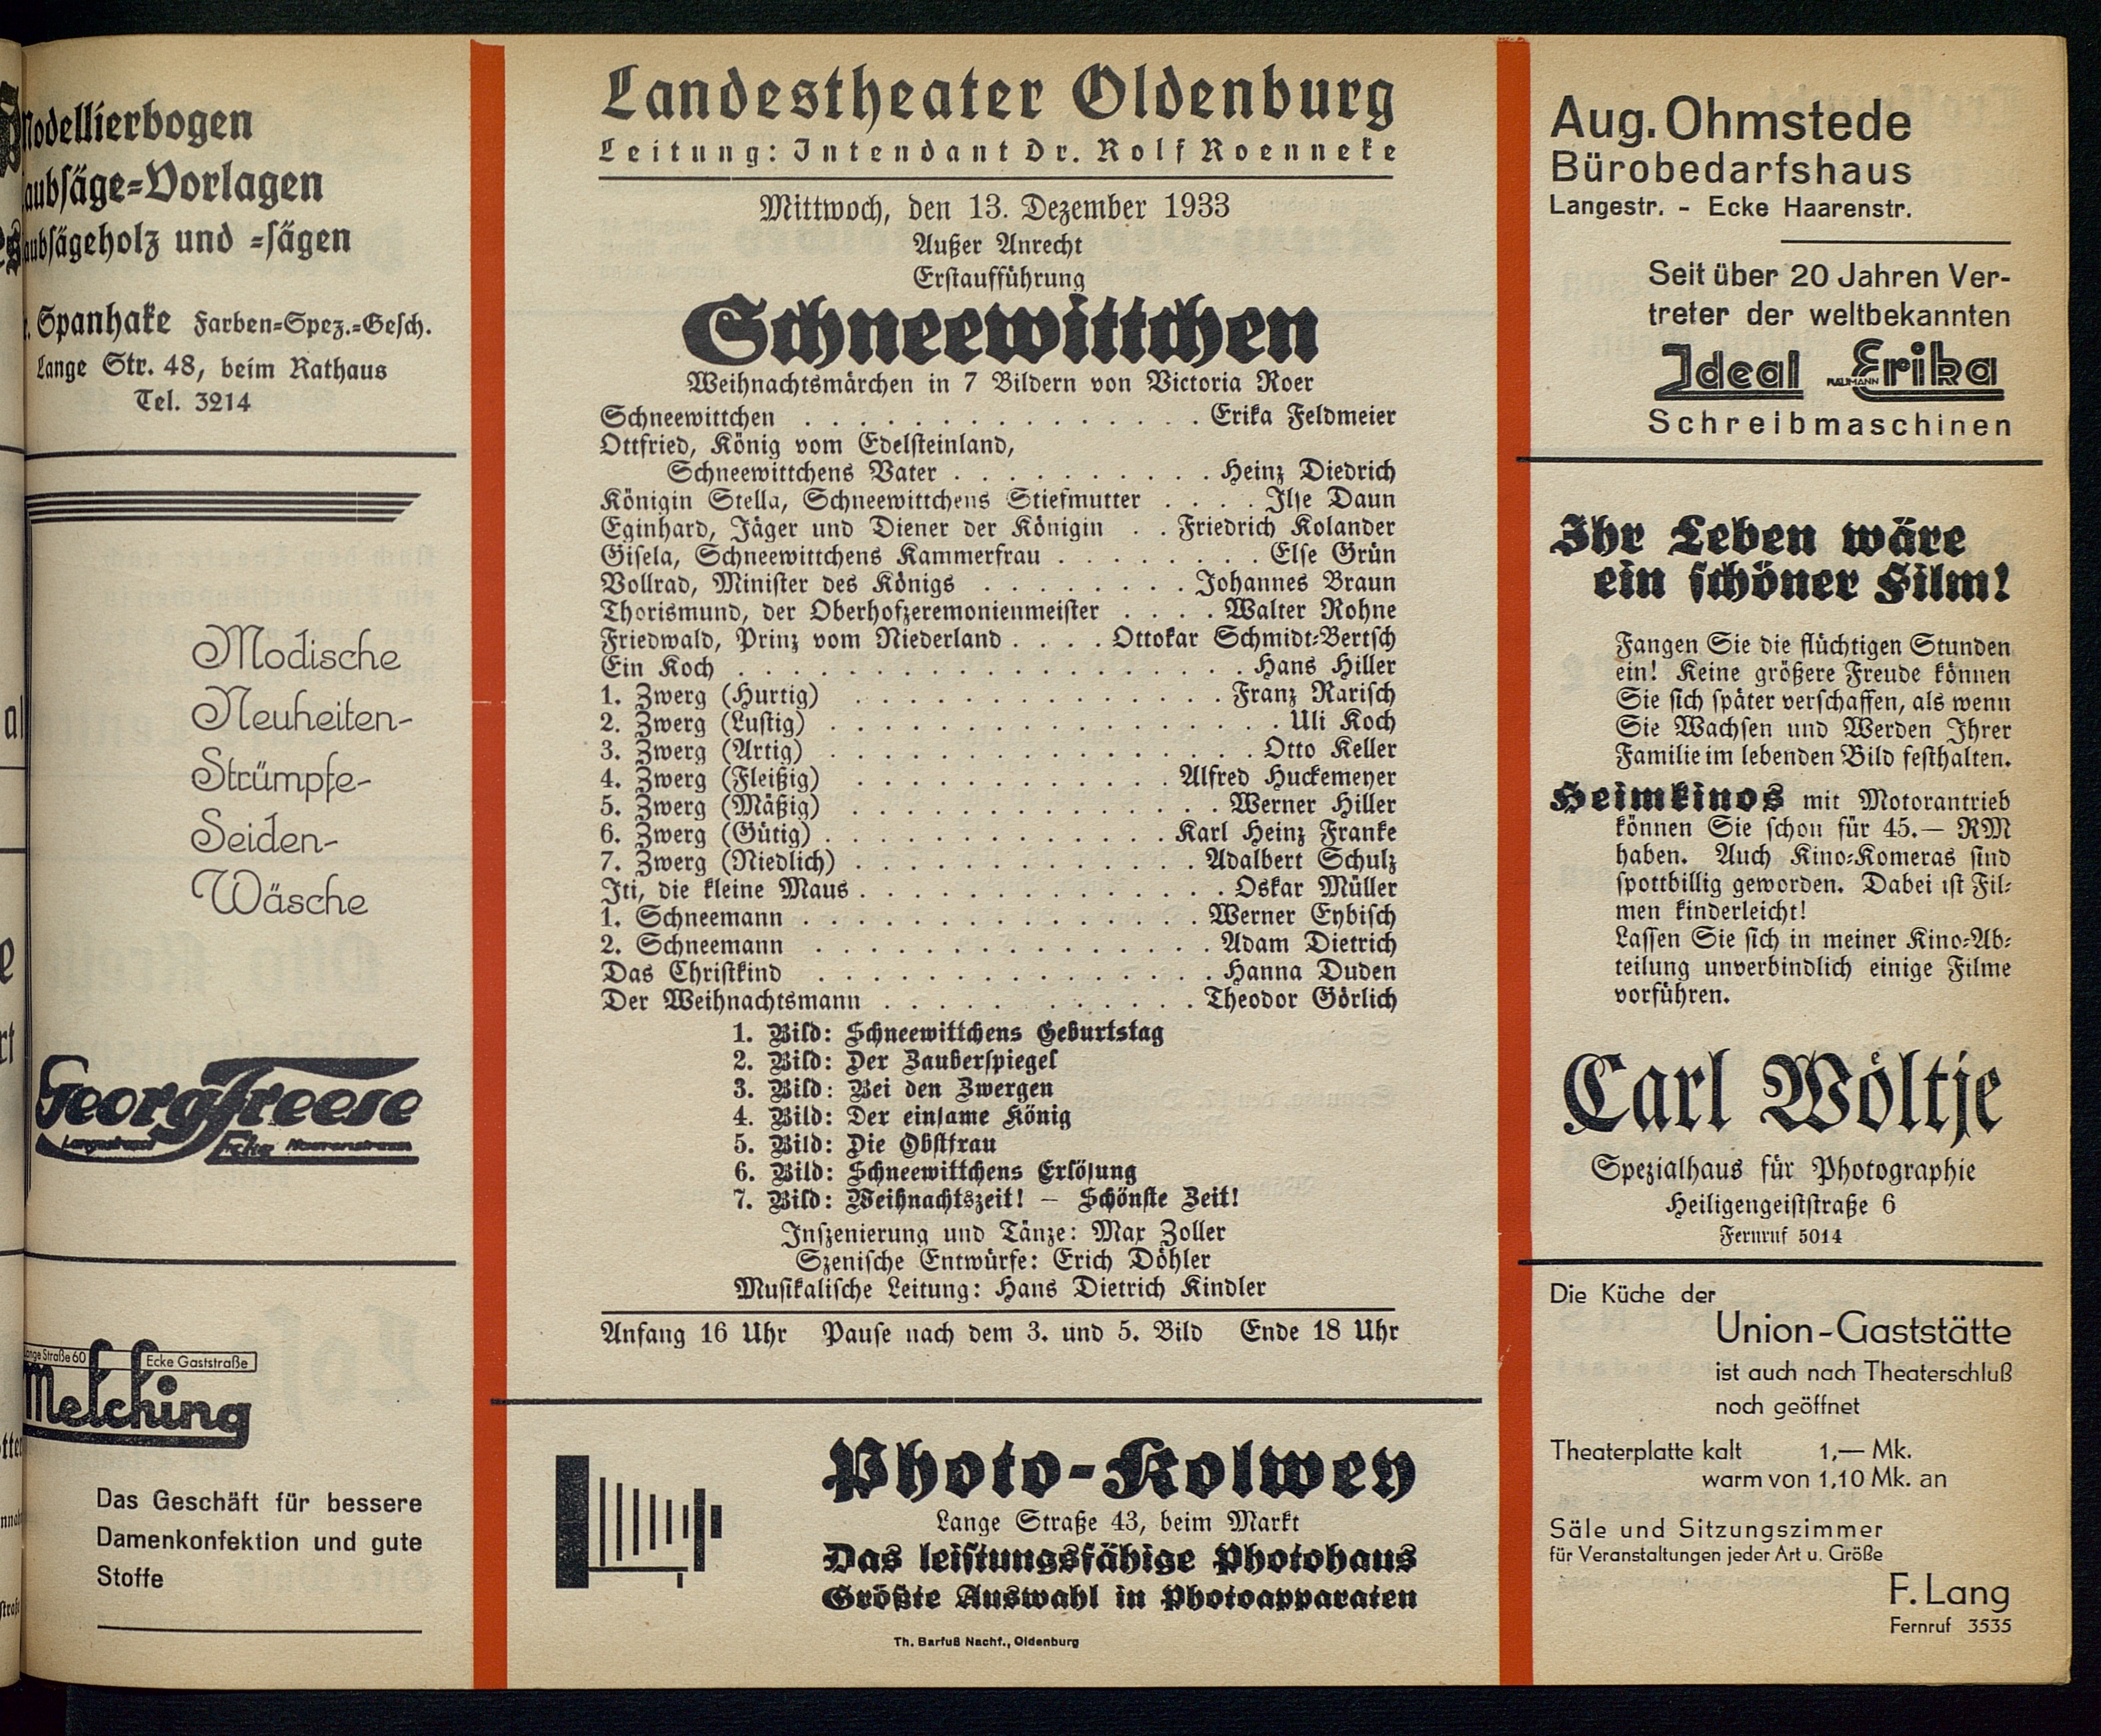 Modellierbogen
aubsäge=Vorlagen
aubsägeholz und =sägen
Spanhake Farben=Spez.=Gesch.
Lange Str. 48, beim Rathaus
Tel. 3214
Modische
Neuheiten-
Strümpfe-
Seiden-
Wäsche
Georg Freese
Langestrasse Ecke Haarenstrasse
Lange Straße 60 Ecke Gaststraße
Melching
Das Geschäft für bessere
Damenkonfektion und gute
Stoffe
Landestheater Oldenburg
Leitung: Intendant Dr. Rolf Roenneke
Mittwoch, den 13. Dezember 1933
Außer Anrecht
Erstaufführung
Schneewittchen
Weihnachtsmärchen in 7 Bildern von Victoria Roer
Schneewittchen . . . . . . . . . . . . . . . Erika Feldmeier
Ottfried, König vom Edelsteinland,
Schneewittchens Vater . . . . . . . . . . Heinz Diedrich
Königin Stella, Schneewittchens Stiefmutter . . . . Ilse Daun
Eginhard, Jäger und Diener der Königin . . Friedrich Kolander
Gisela, Schneewittchens Kammerfrau . . . . . . . . Else Grün
Vollrad, Minister des Königs . . . . . . . . Johannes Braun
Thorismund, der Oberhofzeremonienmeister . . . . Walter Rohne
Friedwald, Prinz vom Niederland . . . . Ottokar Schmidt=Bertsch
Ein Koch . . . . . . . . . . . . . . . . . . . Hans Hiller
1. Zwerg (Hurtig) . . . . . . . . . . . . . . Franz Rarisch
2. Zwerg (Lustig) . . . . . . . . . . . . . . . . . Uli Koch
3. Zwerg (Artig) . . . . . . . . . . . . . . . . Otto Keller
4. Zwerg (Fleißig) . . . . . . . . . . . . Alfred Huckemeyer
5. Zwerg (Mäßig) . . . . . . . . . . . . . . Werner Hiller
6. Zwerg (Gütig) . . . . . . . . . . . . . Karl Heinz Franke
7. Zwerg (Niedlich) . . . . . . . . . . . . . Adalbert Schulz
Iti, die kleine Maus . . . . . . . . . . . . . . Oskar Müller
1. Schneemann . . . . . . . . . . . . . . . Werner Eybisch
2. Schneemann . . . . . . . . . . . . . . . Adam Dietrich
Das Christkind . . . . . . . . . . . . . . . Hanna Duden
Der Weihnachtsmann . . . . . . . . . . . . Theodor Görlich
1. Bild: Schneewittchens Geburtstag
2. Bild: Der Zauberspiegel
3. Bild: Bei den Zwergen
4. Bild: Der einsame König
5. Bild: Die Obstfrau
6. Bild: Schneewittchens Erlösung
7. Bild: Weihnachtszeit! – Schönste Zeit!
Inszenierung und Tänze: Max Zoller
Szenische Entwürfe: Erich Döhler
Musikalische Leitung: Hans Dietrich Kindler
Anfang 16 Uhr Pause nach dem 3. und 5. Bild Ende 18 Uhr
Photo-Kolwey
Lange Straße 43, beim Markt
Das leistungsfähige Photohaus
Größte Auswahl in Photoapparaten
Th. Barfuß Nachf., Oldenburg
Aug. Ohmstede
Bürobedarfshaus
Langestr. - Ecke Haarenstr.
Seit über 20 Jahren Ver-
treter der weltbekannten
Ideal NAUMANN Erika
Schreibmaschinen
Ihr Leben wäre
ein schöner Film!
Fangen Sie die flüchtigen Stunden
ein! Keine größere Freude können
Sie sich später verschaffen, als wenn
Sie Wachsen und Werden Ihrer
Familie im lebenden Bild festhalten.
Heimkinos mit Motorantrieb
können Sie schon für 45.— RM
haben. Auch Kino=Komeras sind
spottbillig geworden. Dabei ist Fil=
men kinderleicht!
Lassen Sie sich in meiner Kino=Ab=
teilung unverbindlich einige Filme
vorführen.
Carl Wöltje
Spezialhaus für Photographie
Heiligengeiststraße 6
Fernruf 5014
Die Küche der
Union-Gaststätte
ist auch nach Theaterschluß
noch geöffnet
Theaterplatte kalt 1,— Mk.
warm von 1,10 Mk. an
Säle und Sitzungszimmer
für Veranstaltungen jeder Art u. Größe
F. Lang
Fernruf 3535